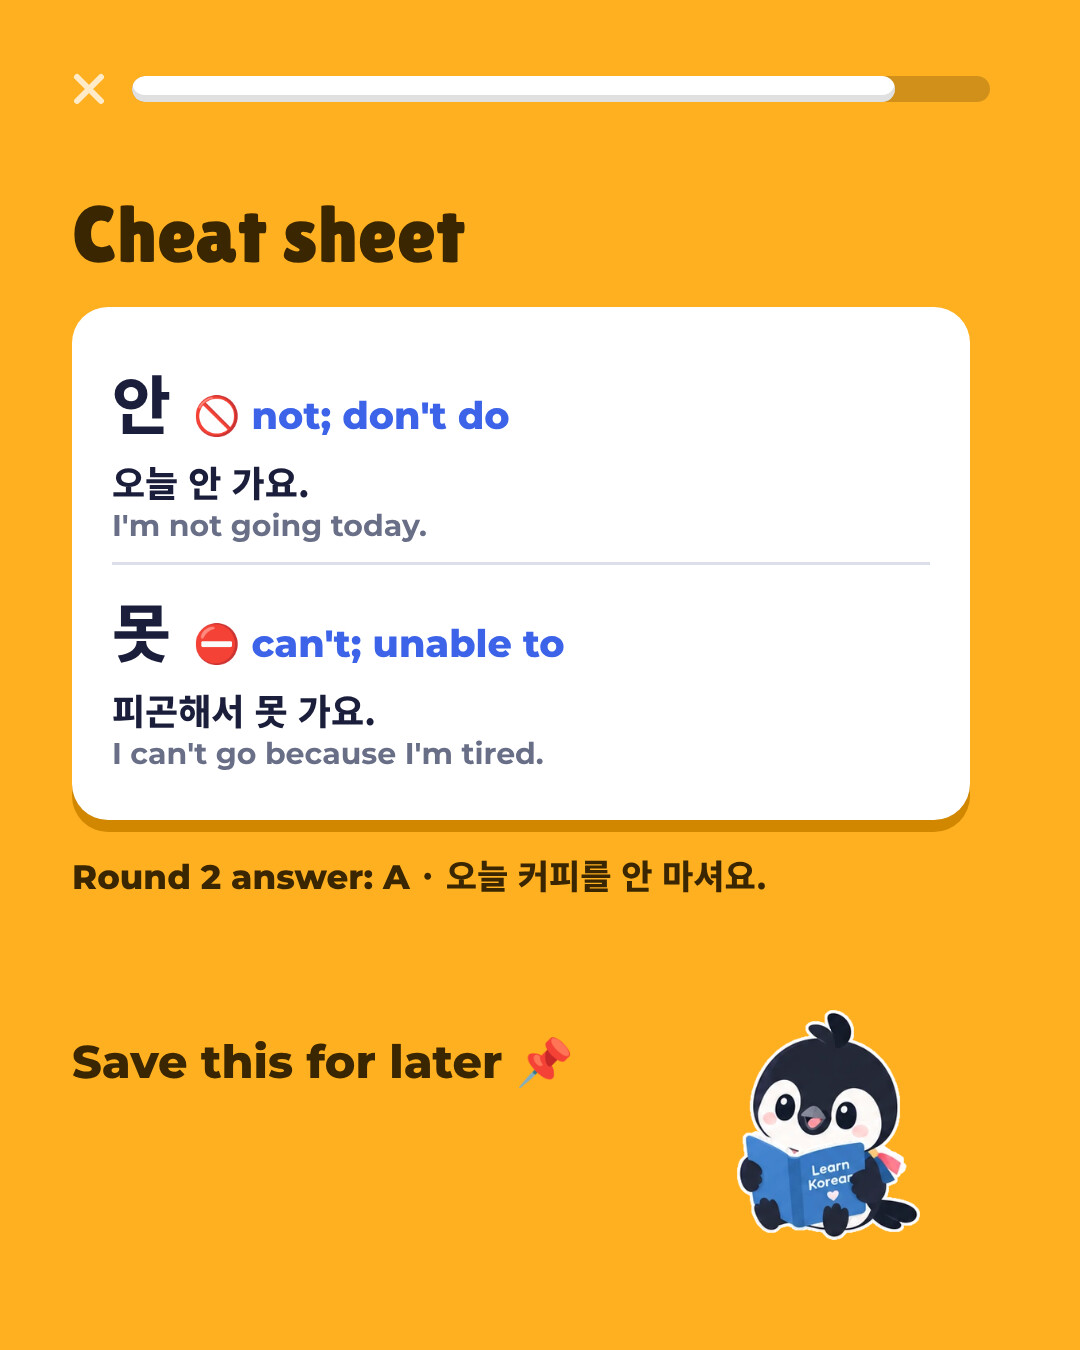 Cheat sheet
안 🚫 not; don't do
오늘 안 가요.
I'm not going today.
못 ⛔ can't; unable to
피곤해서 못 가요.
I can't go because I'm tired.
Round 2 answer: A · 오늘 커피를 안 마셔요.
Save this for later 📌
Learn
Korean